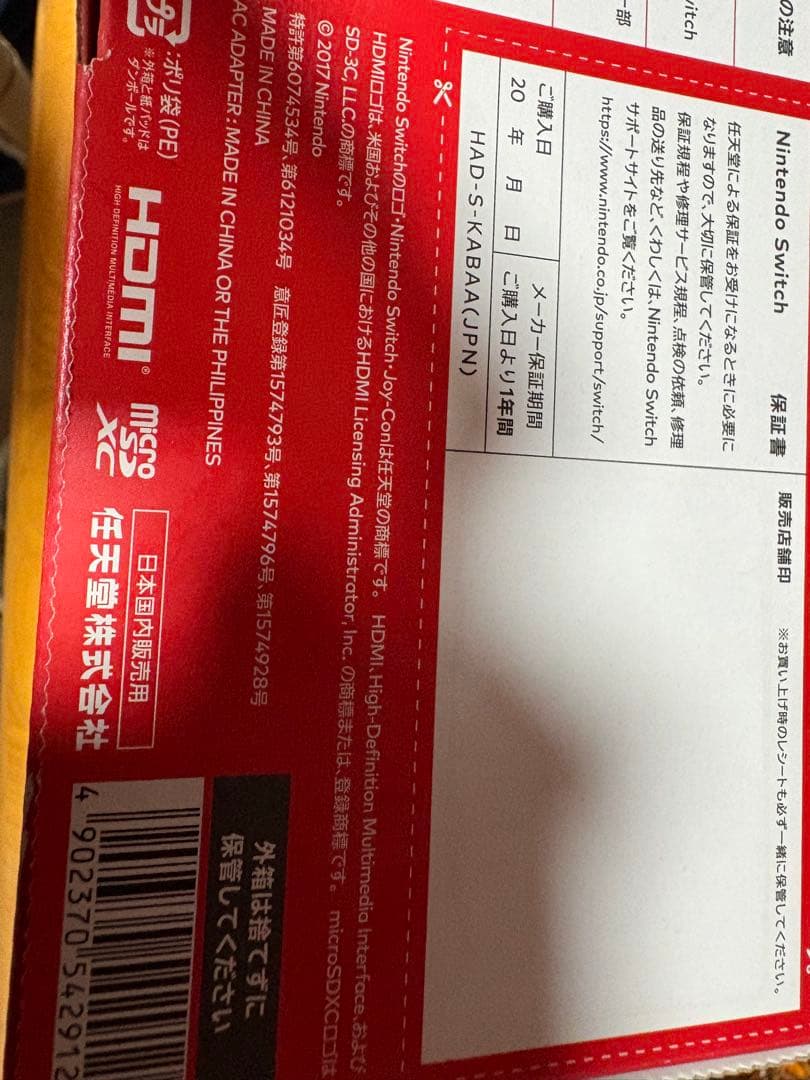 の注意
witch
一部
Nintendo Switch 保証書
任天堂による保証をお受けになるときに必要に
なりますので、大切に保管してください。
保証規程や修理サービス規程、点検の依頼、修理
品の送り先など、くわしくは、Nintendo Switch
サポートサイトをご覧ください。
https://www.nintendo.co.jp/support/switch/
ご購入日
20 年 月 日
メーカー保証期間
ご購入日より1年間
HAD-S-KABAA(JPN)
販売店舗印
※お買い上げ時のレシートも必ず一緒に保管してください。
Nintendo Switchのロゴ・Nintendo Switch・Joy-Conは任天堂の商標です。 HDMI、High-Definition Multimedia Interface、および
HDMIロゴは、米国およびその他の国におけるHDMI Licensing Administrator, Inc. の商標または、登録商標です。 microSDXCロゴは
SD-3C, LLC.の商標です。
© 2017 Nintendo
特許第6074534号、第6121034号 意匠登録第1574793号、第1574796号、第1574928号
MADE IN CHINA
AC ADAPTER : MADE IN CHINA OR THE PHILIPPINES
プラ
・ポリ袋(PE)
※外箱と紙パッドは
ダンボールです。
HDMI®
HIGH DEFINITION MULTIMEDIA INTERFACE
micro
SD
XC
日本国内販売用
任天堂株式会社
外箱は捨てずに
保管してください
4 902370 542912